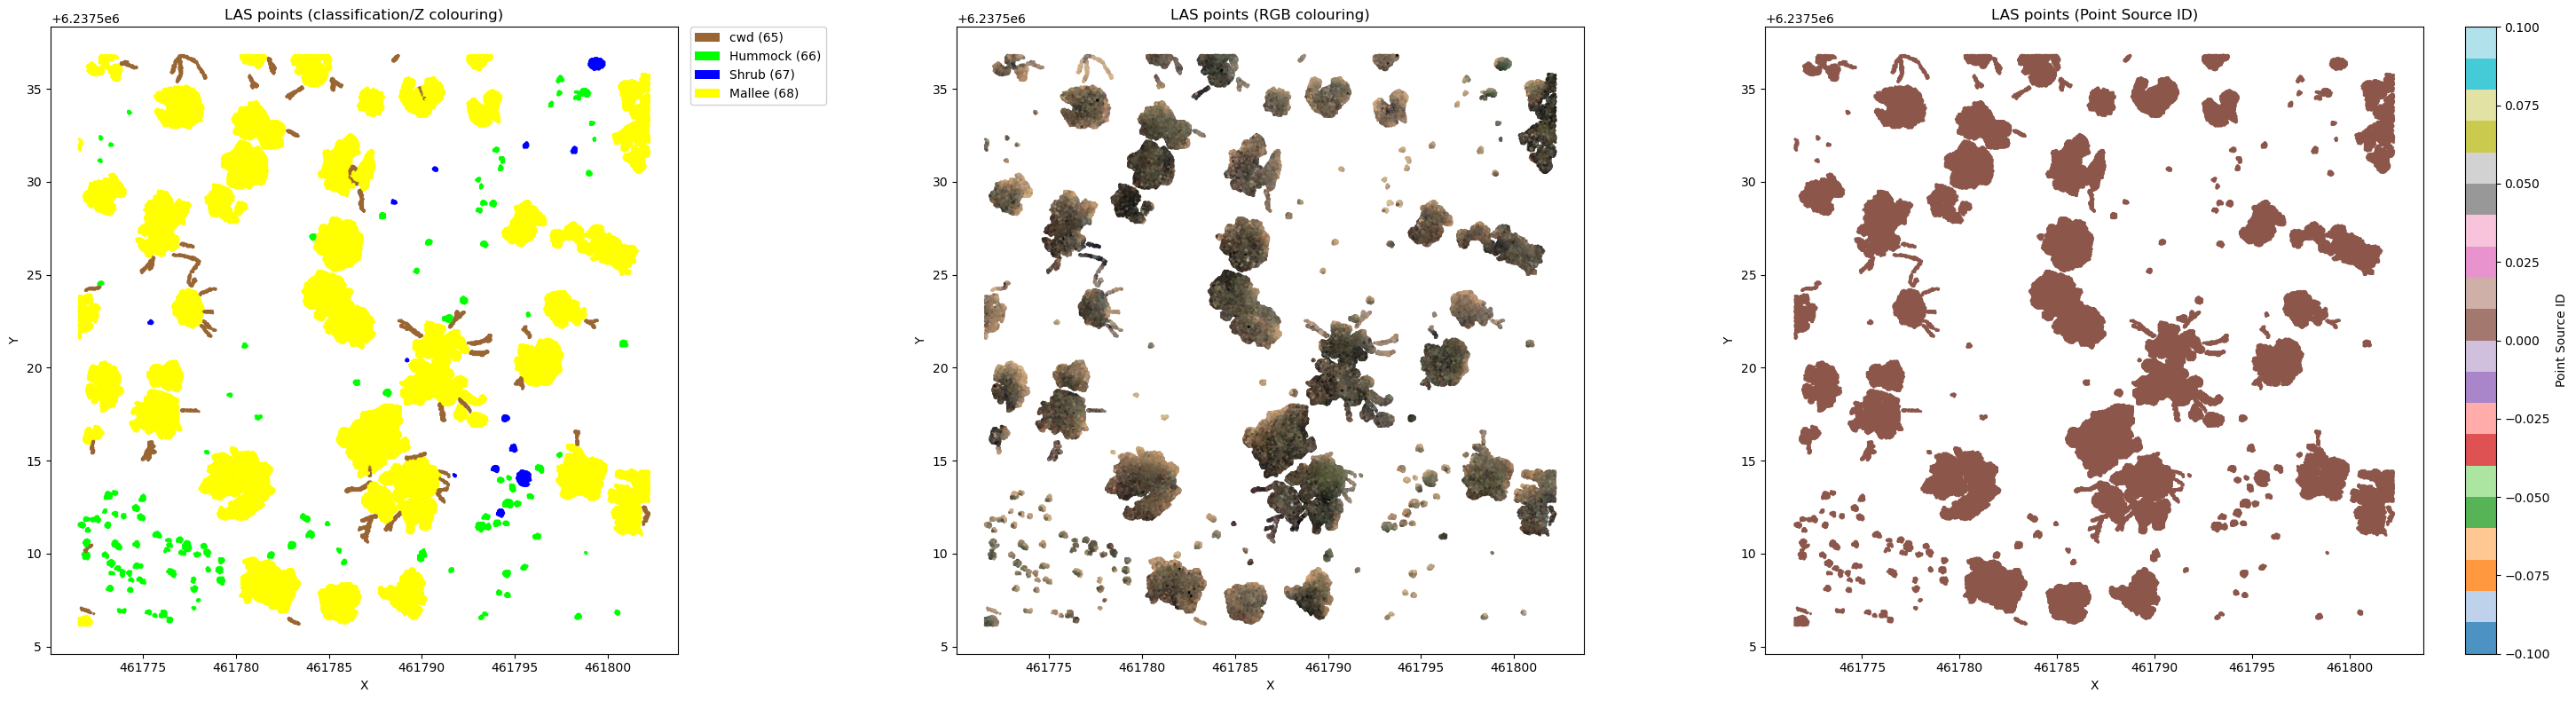 LAS points (classification/Z colouring)
+6.2375e6
35
30
25
20
15
10
5
Y
461775 461780 461785 461790 461795 461800
X
cwd (65)
Hummock (66)
Shrub (67)
Mallee (68)
LAS points (RGB colouring)
+6.2375e6
35
30
25
20
15
10
5
Y
461775 461780 461785 461790 461795 461800
X
LAS points (Point Source ID)
+6.2375e6
35
30
25
20
15
10
5
Y
461775 461780 461785 461790 461795 461800
X
0.100
0.075
0.050
0.025
0.000
−0.025
−0.050
−0.075
−0.100
Point Source ID